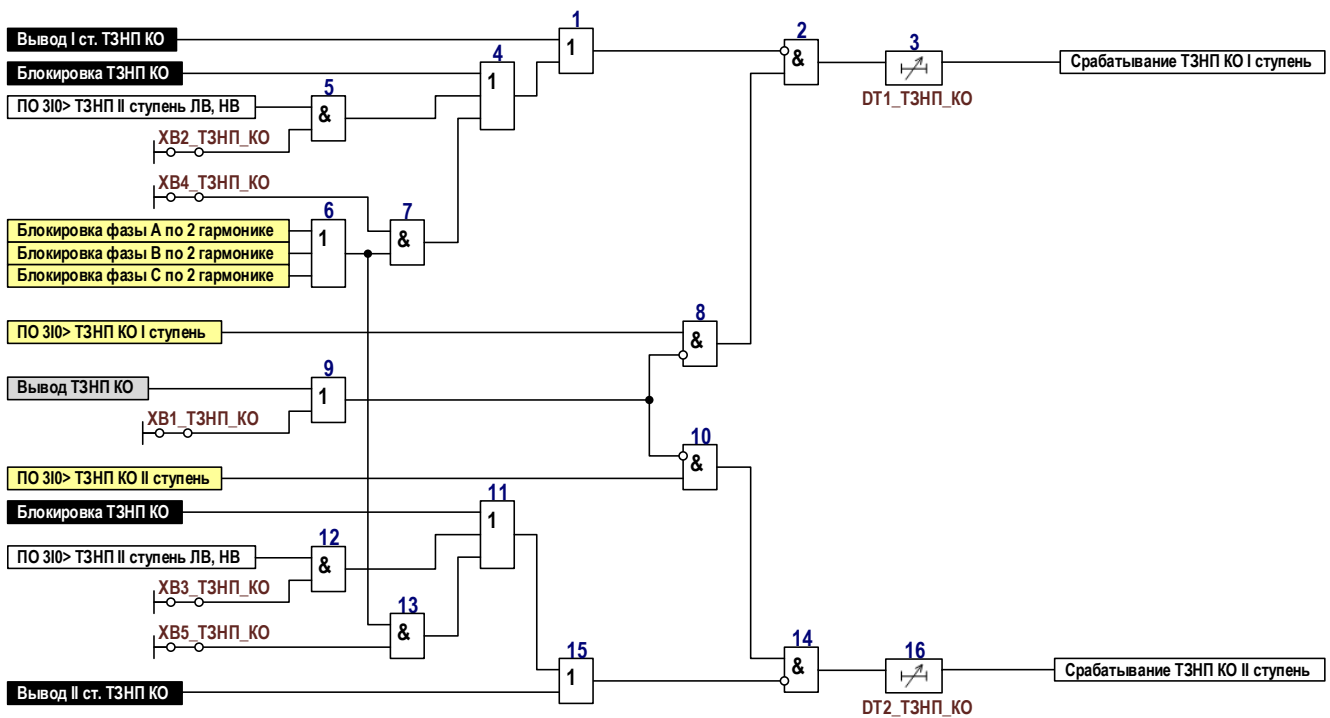 1
Вывод I ст. ТЗНП КО
1
2
&
3
Срабатывание ТЗНП КО I ступень
DT1_ТЗНП_КО
4
Блокировка ТЗНП КО
1
5
ПО 3I0> ТЗНП II ступень ЛВ, НВ
&
XB2_ТЗНП_КО
XB4_ТЗНП_КО
6
7
Блокировка фазы А по 2 гармонике
Блокировка фазы В по 2 гармонике
Блокировка фазы С по 2 гармонике
1
&
8
ПО 3I0> ТЗНП КО I ступень
&
9
Вывод ТЗНП КО
1
XB1_ТЗНП_КО
10
&
ПО 3I0> ТЗНП КО II ступень
11
Блокировка ТЗНП КО
1
12
ПО 3I0> ТЗНП II ступень ЛВ, НВ
&
XB3_ТЗНП_КО
13
XB5_ТЗНП_КО
&
14
&
15
1
16
Срабатывание ТЗНП КО II ступень
Вывод II ст. ТЗНП КО
DT2_ТЗНП_КО